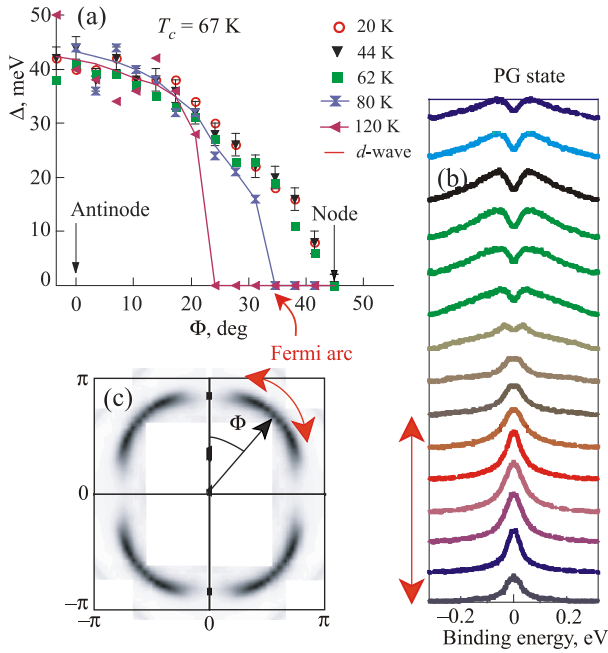 (a)
T_c = 67 K
20 K
44 K
62 K
80 K
120 K
d-wave
Δ, meV
50
40
30
20
10
0
Antinode
Node
0
10
20
30
40
50
Φ, deg
Fermi arc
PG state
(b)
−0.2
0
0.2
Binding energy, eV
(c)
π
0
−π
Φ
−π
0
π